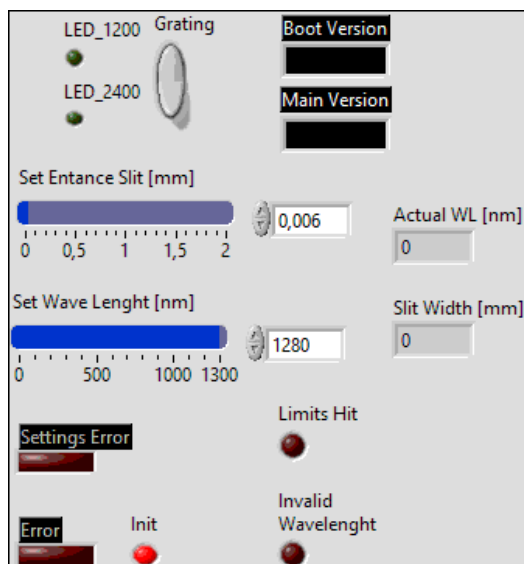 LED_1200
Grating
Boot Version
LED_2400
Main Version
Set Entance Slit [mm]
0,006
0 0,5 1 1,5 2
Actual WL [nm]
0
Set Wave Lenght [nm]
1280
0 500 1000 1300
Slit Width [mm]
0
Limits Hit
Settings Error
Invalid
Wavelenght
Error
Init